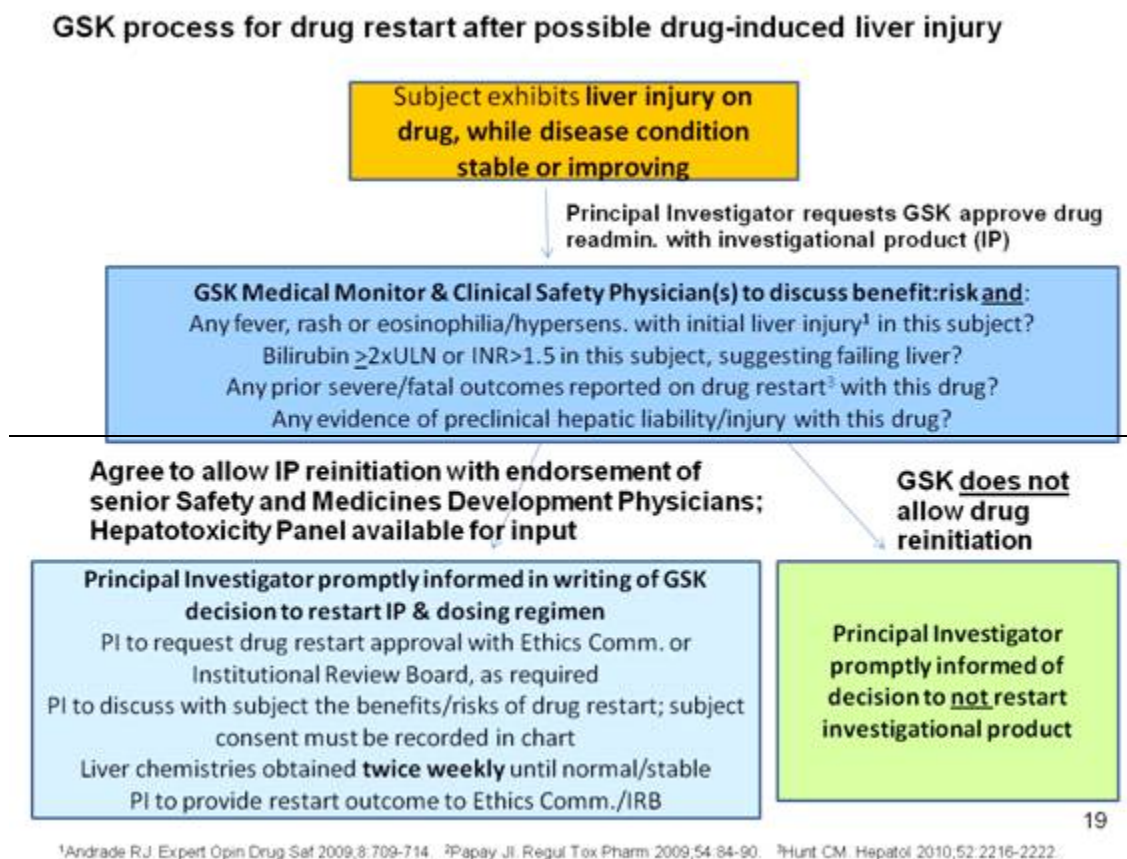 GSK process for drug restart after possible drug-induced liver injury
Subject exhibits liver injury on
drug, while disease condition
stable or improving
Principal Investigator requests GSK approve drug
readmin. with investigational product (IP)
GSK Medical Monitor & Clinical Safety Physician(s) to discuss benefit:risk and:
Any fever, rash or eosinophilia/hypersens. with initial liver injury¹ in this subject?
Bilirubin ≥2xULN or INR>1.5 in this subject, suggesting failing liver?
Any prior severe/fatal outcomes reported on drug restart³ with this drug?
Any evidence of preclinical hepatic liability/injury with this drug?
Agree to allow IP reinitiation with endorsement of
senior Safety and Medicines Development Physicians;
Hepatotoxicity Panel available for input
GSK does not
allow drug
reinitiation
Principal Investigator promptly informed in writing of GSK
decision to restart IP & dosing regimen
PI to request drug restart approval with Ethics Comm. or
Institutional Review Board, as required
PI to discuss with subject the benefits/risks of drug restart; subject
consent must be recorded in chart
Liver chemistries obtained twice weekly until normal/stable
PI to provide restart outcome to Ethics Comm./IRB
Principal Investigator
promptly informed of
decision to not restart
investigational product
19
¹Andrade RJ. Expert Opin Drug Saf 2009;8:709-714. ²Papay JI. Regul Tox Pharm 2009;54:84-90. ³Hunt CM. Hepatol 2010;52:2216-2222.